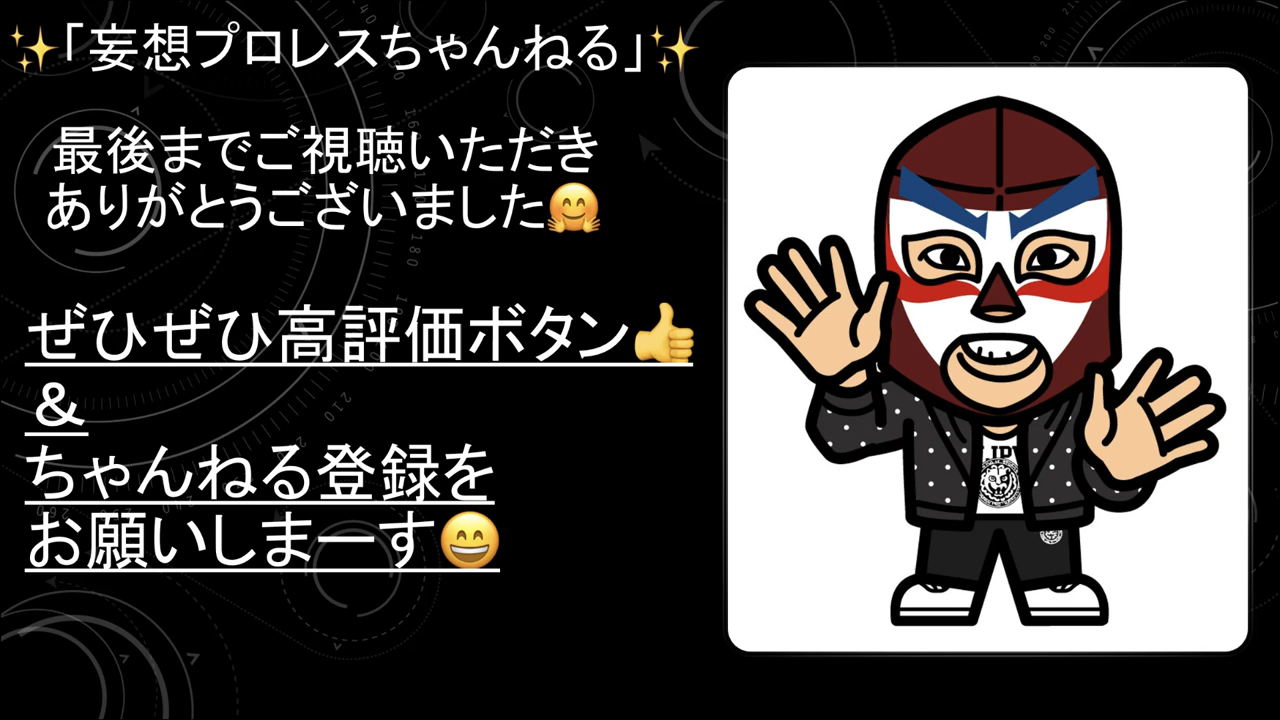 ✨「妄想プロレスちゃんねる」✨
最後までご視聴いただき
ありがとうございました🤗
ぜひぜひ高評価ボタン👍
&
ちゃんねる登録を
お願いしまーす😄